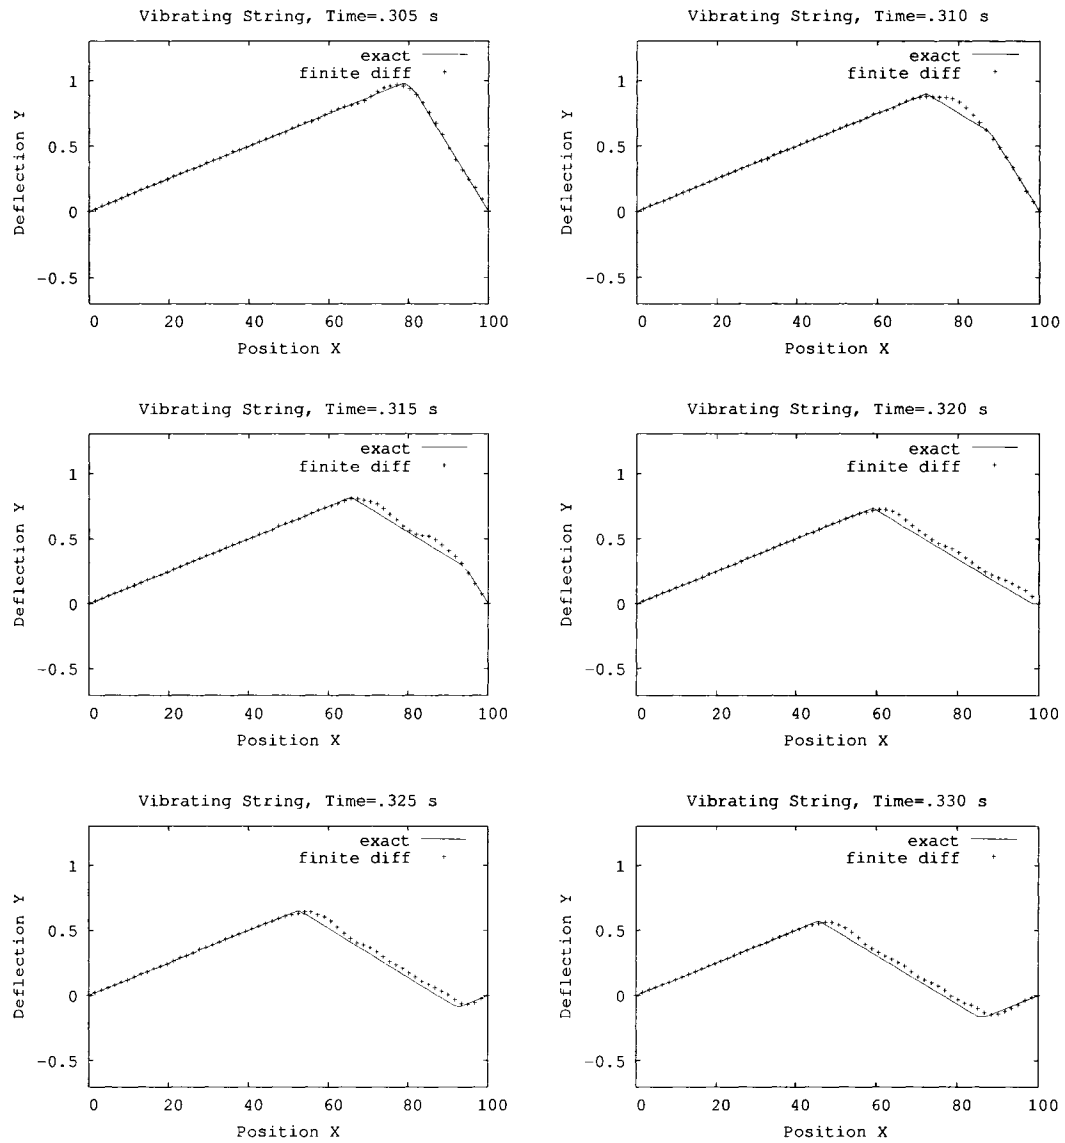 Vibrating String, Time=.305 s
exact
finite diff
1
0.5
0
-0.5
Deflection Y
0 20 40 60 80 100
Position X
Vibrating String, Time=.310 s
exact
finite diff
1
0.5
0
-0.5
Deflection Y
0 20 40 60 80 100
Position X
Vibrating String, Time=.315 s
exact
finite diff
1
0.5
0
-0.5
Deflection Y
0 20 40 60 80 100
Position X
Vibrating String, Time=.320 s
exact
finite diff
1
0.5
0
-0.5
Deflection Y
0 20 40 60 80 100
Position X
Vibrating String, Time=.325 s
exact
finite diff
1
0.5
0
-0.5
Deflection Y
0 20 40 60 80 100
Position X
Vibrating String, Time=.330 s
exact
finite diff
1
0.5
0
-0.5
Deflection Y
0 20 40 60 80 100
Position X